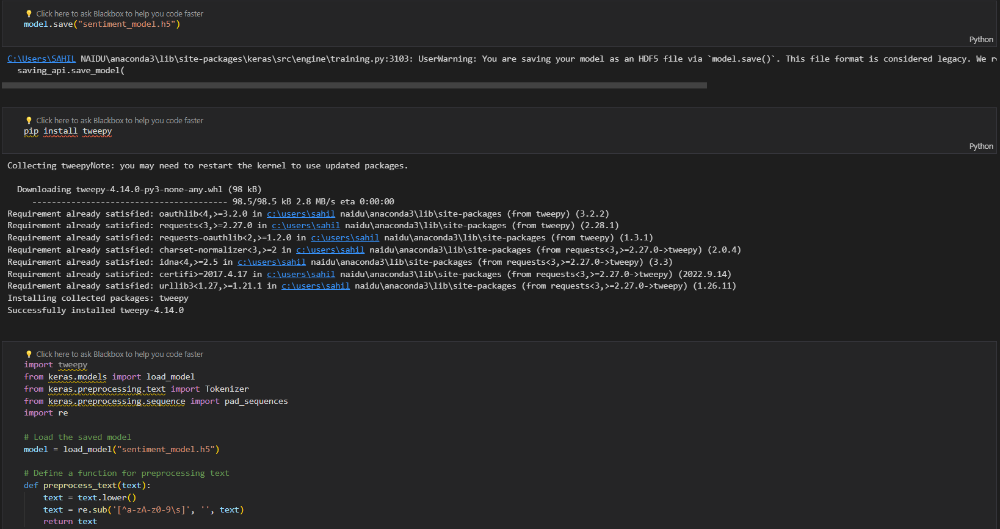 Click here to ask Blackbox to help you code faster
model.save("sentiment_model.h5")
Python
C:\Users\SAHIL NAIDU\anaconda3\lib\site-packages\keras\src\engine\training.py:3103: UserWarning: You are saving your model as an HDF5 file via `model.save()`. This file format is considered legacy. We
  saving_api.save_model(
Click here to ask Blackbox to help you code faster
pip install tweepy
Python
Collecting tweepyNote: you may need to restart the kernel to use updated packages.
  Downloading tweepy-4.14.0-py3-none-any.whl (98 kB)
     ---------------------------------------- 98.5/98.5 kB 2.8 MB/s eta 0:00:00
Requirement already satisfied: oauthlib<4,>=3.2.0 in c:\users\sahil naidu\anaconda3\lib\site-packages (from tweepy) (3.2.2)
Requirement already satisfied: requests<3,>=2.27.0 in c:\users\sahil naidu\anaconda3\lib\site-packages (from tweepy) (2.28.1)
Requirement already satisfied: requests-oauthlib<2,>=1.2.0 in c:\users\sahil naidu\anaconda3\lib\site-packages (from tweepy) (1.3.1)
Requirement already satisfied: charset-normalizer<3,>=2 in c:\users\sahil naidu\anaconda3\lib\site-packages (from requests<3,>=2.27.0->tweepy) (2.0.4)
Requirement already satisfied: idna<4,>=2.5 in c:\users\sahil naidu\anaconda3\lib\site-packages (from requests<3,>=2.27.0->tweepy) (3.3)
Requirement already satisfied: certifi>=2017.4.17 in c:\users\sahil naidu\anaconda3\lib\site-packages (from requests<3,>=2.27.0->tweepy) (2022.9.14)
Requirement already satisfied: urllib3<1.27,>=1.21.1 in c:\users\sahil naidu\anaconda3\lib\site-packages (from requests<3,>=2.27.0->tweepy) (1.26.11)
Installing collected packages: tweepy
Successfully installed tweepy-4.14.0
Click here to ask Blackbox to help you code faster
import tweepy
from keras.models import load_model
from keras.preprocessing.text import Tokenizer
from keras.preprocessing.sequence import pad_sequences
import re
# Load the saved model
model = load_model("sentiment_model.h5")
# Define a function for preprocessing text
def preprocess_text(text):
    text = text.lower()
    text = re.sub('[^a-zA-z0-9\s]', '', text)
    return text